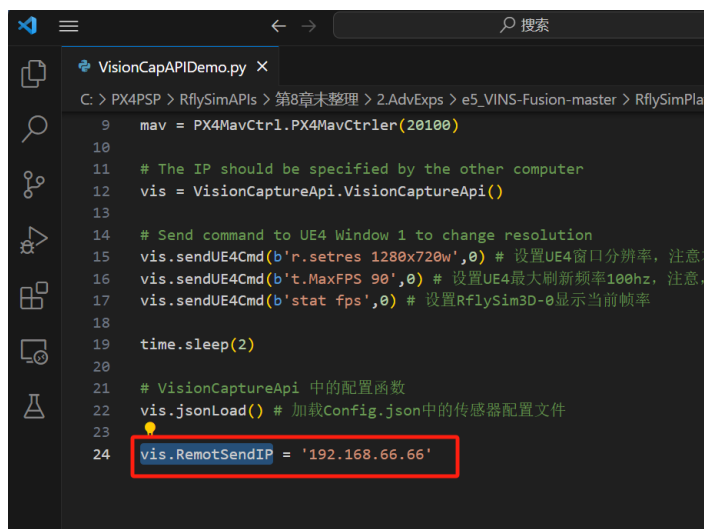 搜索
VisionCapAPIDemo.py
C: > PX4PSP > RflySimAPIs > 第8章未整理 > 2.AdvExps > e5_VINS-Fusion-master > RflySimPla
9 mav = PX4MavCtrl.PX4MavCtrler(20100)
10
11 # The IP should be specified by the other computer
12 vis = VisionCaptureApi.VisionCaptureApi()
13
14 # Send command to UE4 Window 1 to change resolution
15 vis.sendUE4Cmd(b'r.setres 1280x720w',0) # 设置UE4窗口分辨率，注意
16 vis.sendUE4Cmd(b't.MaxFPS 90',0) # 设置UE4最大刷新频率100hz，注意，
17 vis.sendUE4Cmd(b'stat fps',0) # 设置RflySim3D-0显示当前帧率
18
19 time.sleep(2)
20
21 # VisionCaptureApi 中的配置函数
22 vis.jsonLoad() # 加载Config.json中的传感器配置文件
23
24 vis.RemotSendIP = '192.168.66.66'